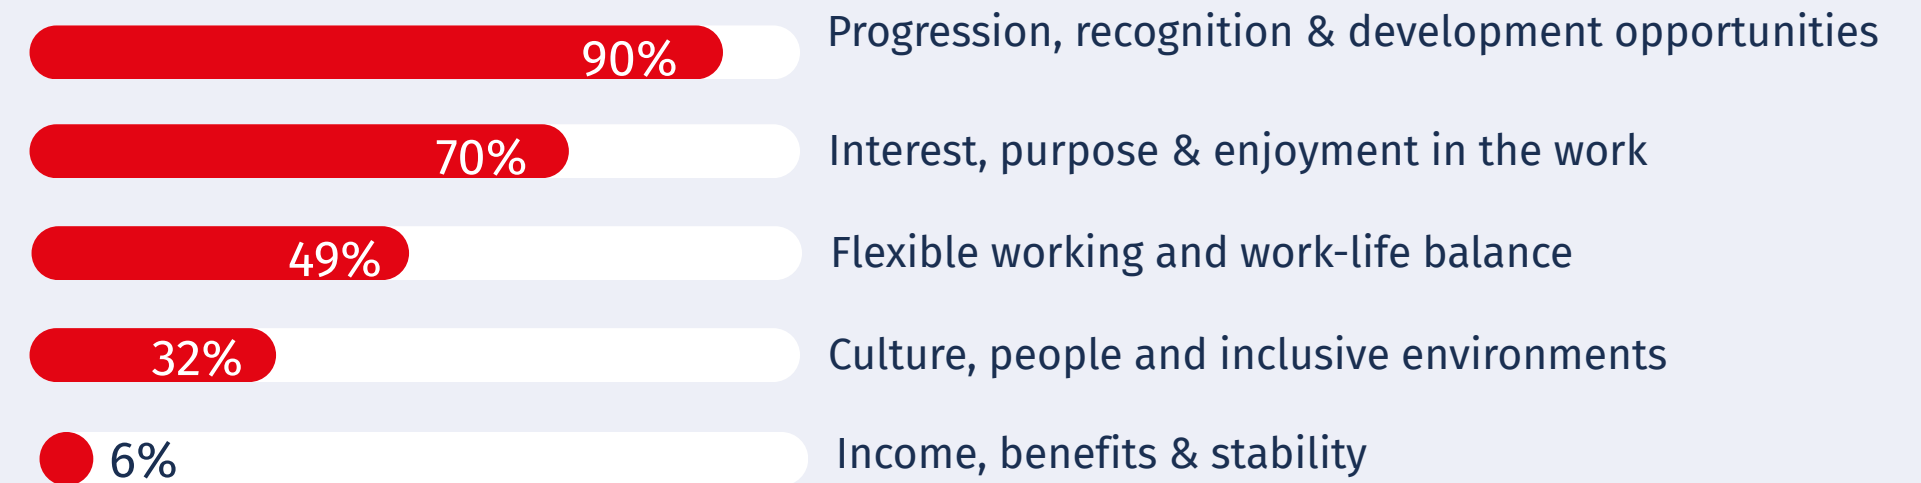 90% Progression, recognition & development opportunities
70% Interest, purpose & enjoyment in the work
49% Flexible working and work-life balance
32% Culture, people and inclusive environments
6% Income, benefits & stability